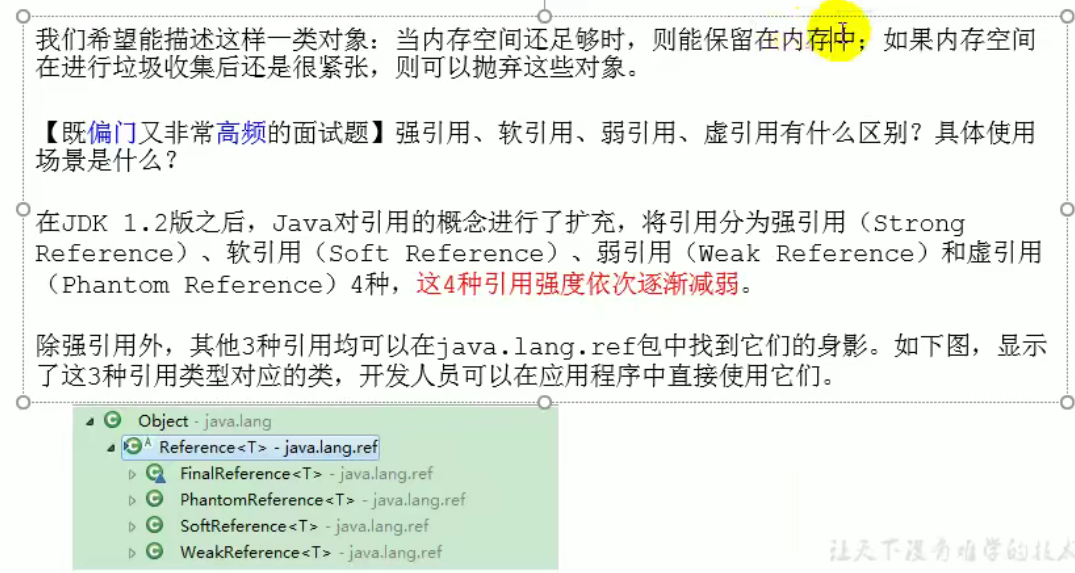 我们希望能描述这样一类对象：当内存空间还足够时，则能保留在内存中；如果内存空间
在进行垃圾收集后还是很紧张，则可以抛弃这些对象。
【既偏门又非常高频的面试题】强引用、软引用、弱引用、虚引用有什么区别？具体使用
场景是什么？
在JDK 1.2版之后，Java对引用的概念进行了扩充，将引用分为强引用（Strong
Reference）、软引用（Soft Reference）、弱引用（Weak Reference）和虚引用
（Phantom Reference）4种，这4种引用强度依次逐渐减弱。
除强引用外，其他3种引用均可以在java.lang.ref包中找到它们的身影。如下图，显示
了这3种引用类型对应的类，开发人员可以在应用程序中直接使用它们。
Object - java.lang
Reference<T> - java.lang.ref
FinalReference<T> - java.lang.ref
PhantomReference<T> - java.lang.ref
SoftReference<T> - java.lang.ref
WeakReference<T> - java.lang.ref
让天下没有难学的技术